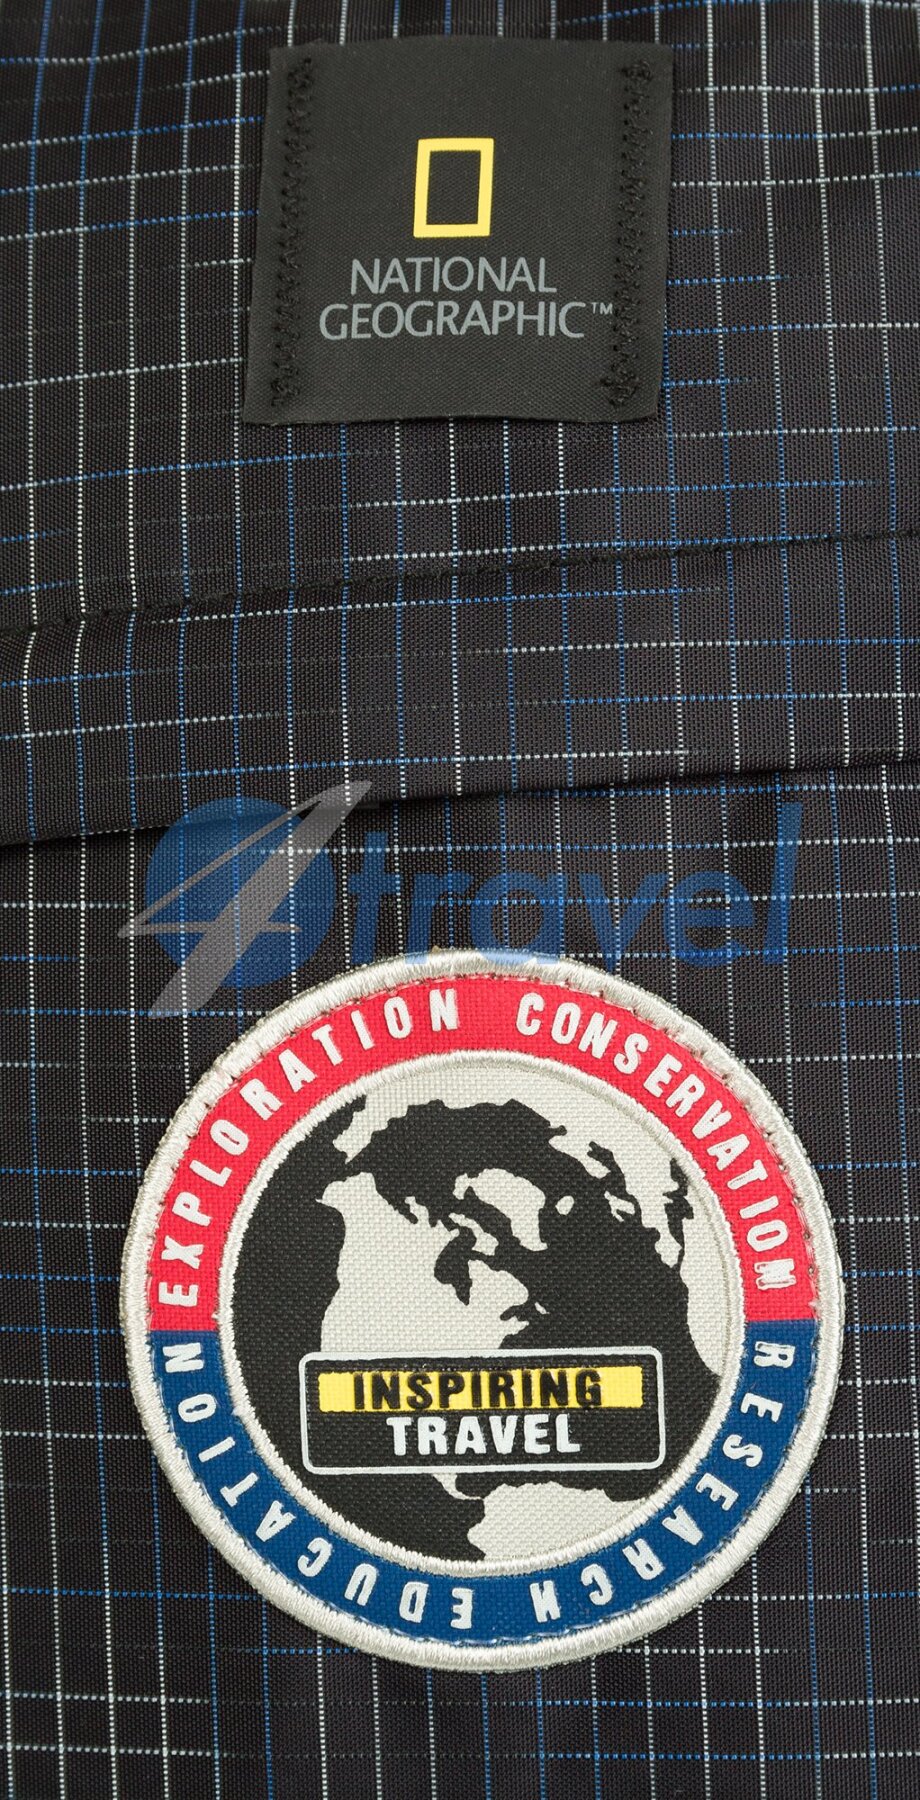 NATIONAL
GEOGRAPHIC™
4travel
EXPLORATION CONSERVATION
RESEARCH EDUCATION
INSPIRING
TRAVEL